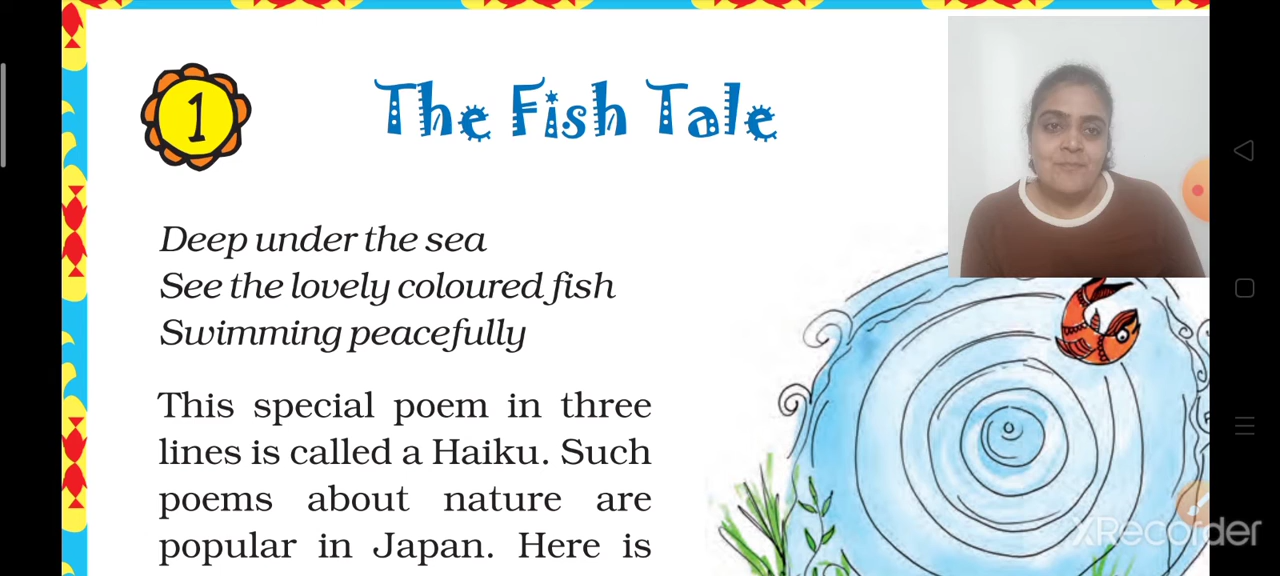 1
The Fish Tale
Deep under the sea
See the lovely coloured fish
Swimming peacefully
This special poem in three
lines is called a Haiku. Such
poems about nature are
popular in Japan. Here is
XRecorder